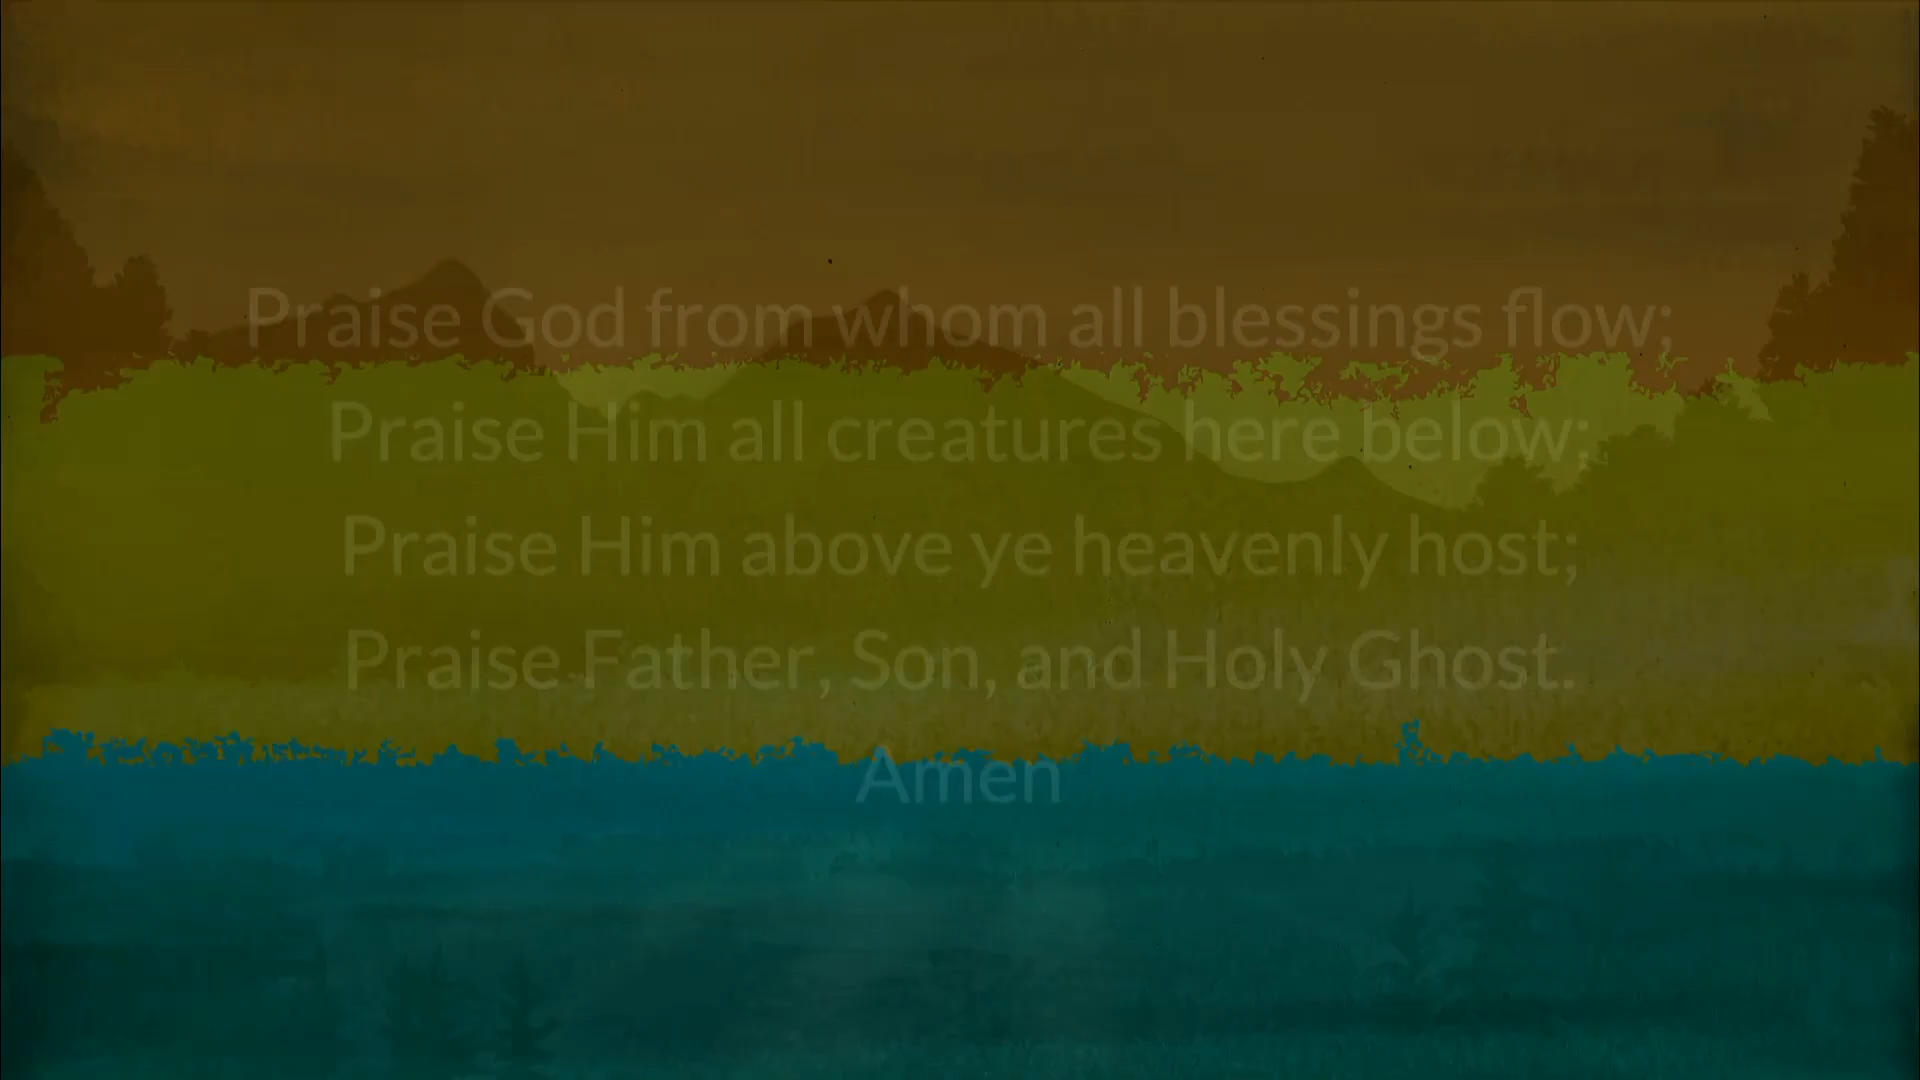 Praise God from whom all blessings flow;
Praise Him all creatures here below;
Praise Him above ye heavenly host;
Praise Father, Son, and Holy Ghost.
Amen